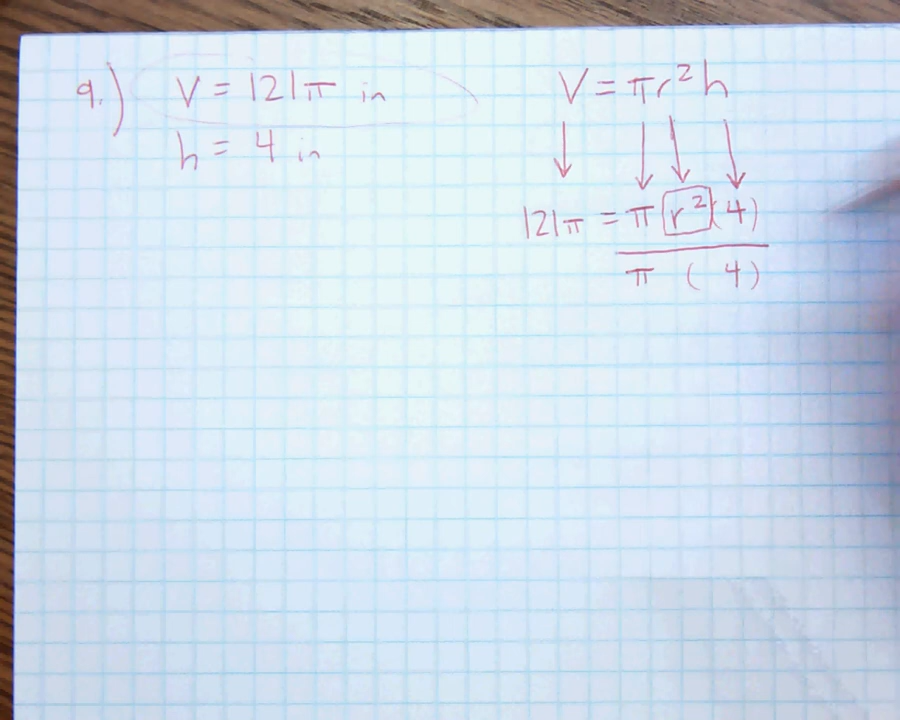 9.) V = 121π in
h = 4 in
V = πr²h
121π = π r² (4)
π (4)